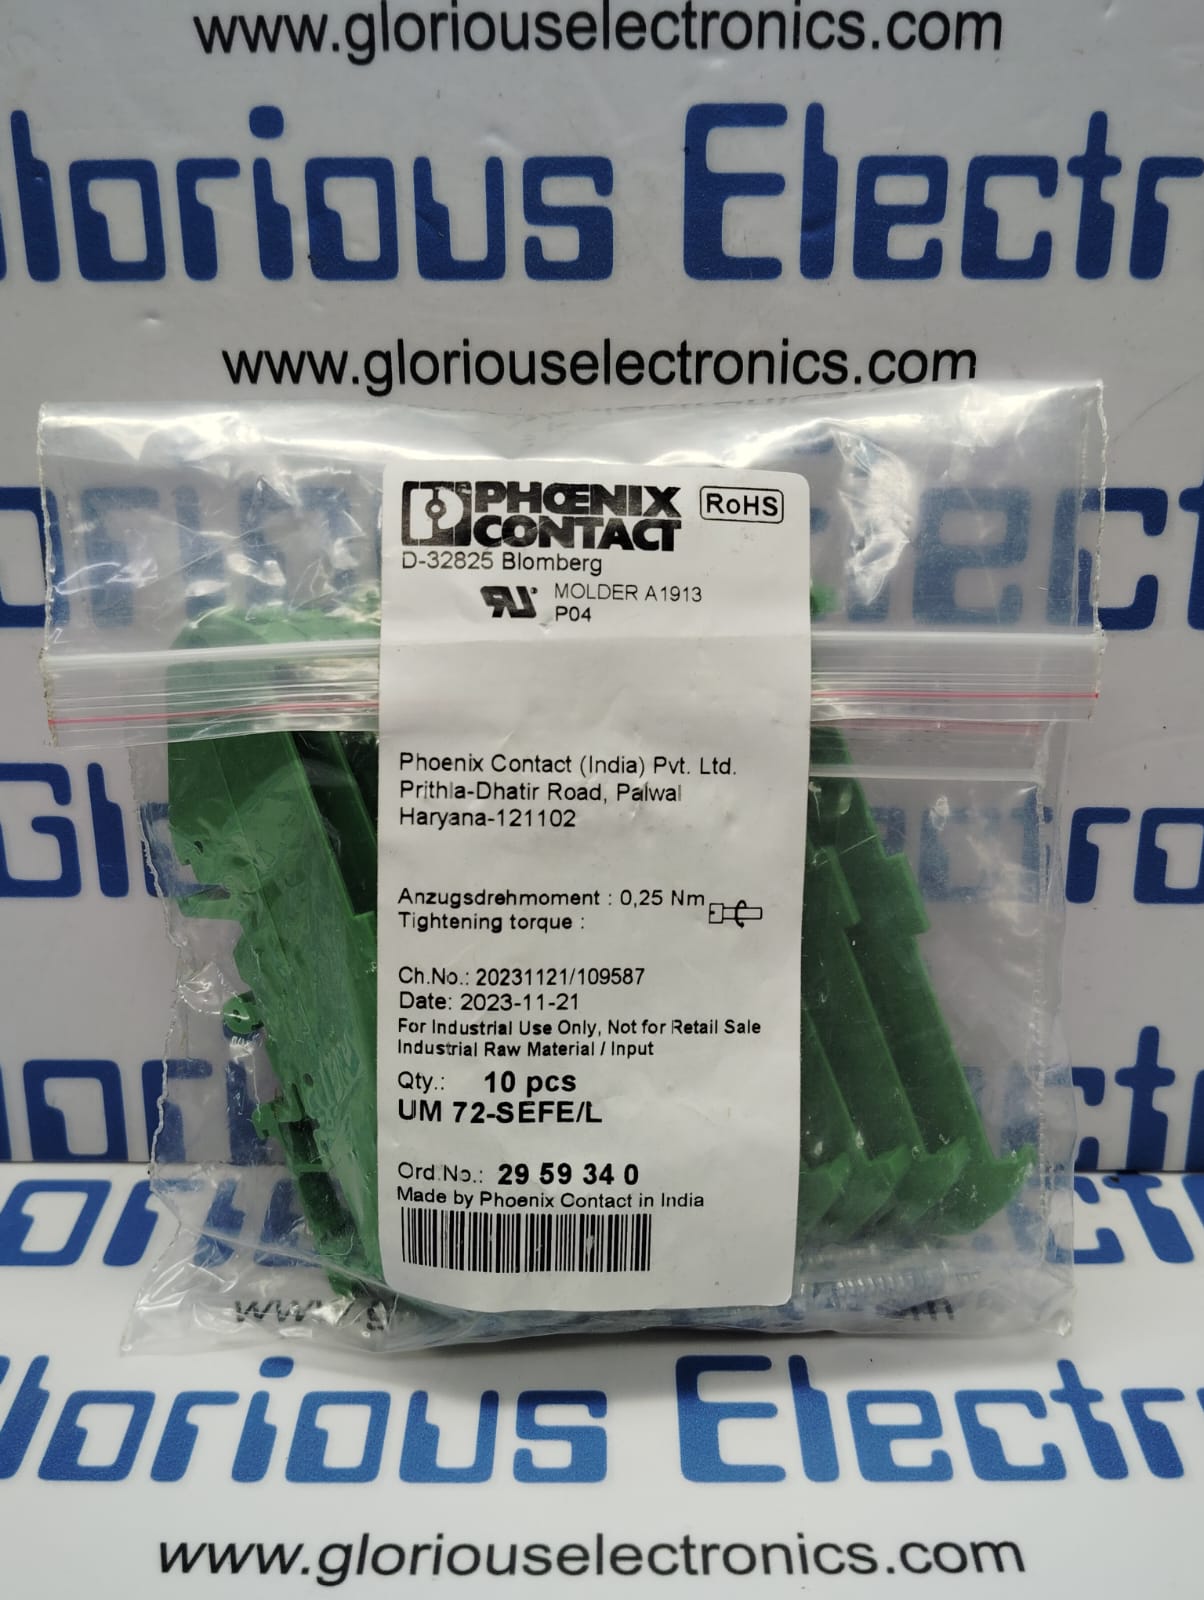 www.gloriouselectronics.com
Glorious Electr
www.gloriouselectronics.com
PHŒNIX
CONTACT
RoHS
D-32825 Blomberg
MOLDER A1913
P04
Phoenix Contact (India) Pvt. Ltd.
Prithla-Dhatir Road, Palwal
Haryana-121102
Anzugsdrehmoment : 0,25 Nm
Tightening torque :
Ch.No.: 20231121/109587
Date: 2023-11-21
For Industrial Use Only, Not for Retail Sale
Industrial Raw Material / Input
Qty.: 10 pcs
UM 72-SEFE/L
Ord.No.: 29 59 34 0
Made by Phoenix Contact in India
Glorious Electr
www.gloriouselectronics.com